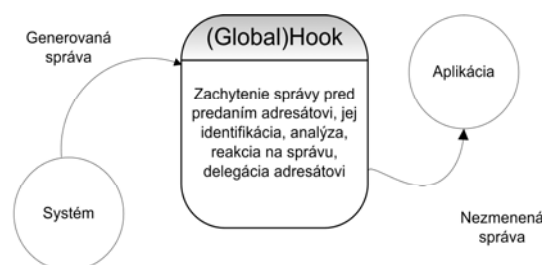 Generovaná
správa
(Global)Hook
Aplikácia
Zachytenie správy pred
predaním adresátovi, jej
identifikácia, analýza,
reakcia na správu,
delegácia adresátovi
Systém
Nezmenená
správa